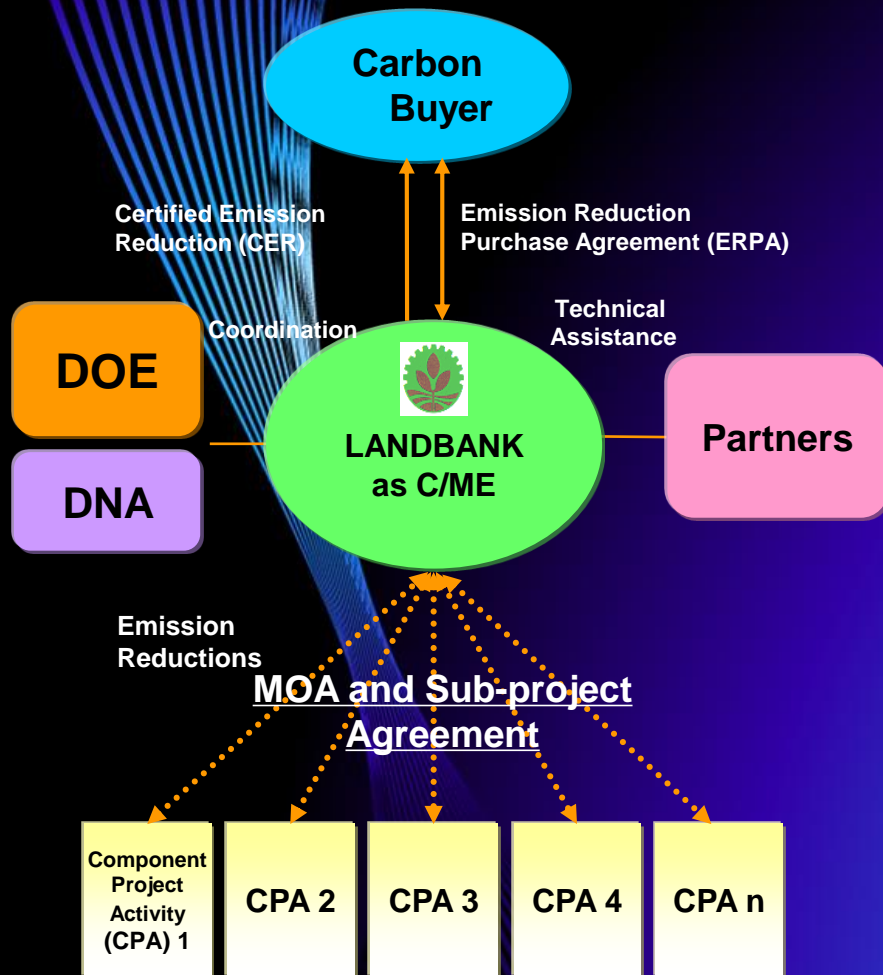 Carbon
Buyer
Certified Emission
Reduction (CER)
Emission Reduction
Purchase Agreement (ERPA)
Coordination
Technical
Assistance
DOE
DNA
LANDBANK
as C/ME
Partners
Emission
Reductions
MOA and Sub-project
Agreement
Component
Project
Activity
(CPA) 1
CPA 2
CPA 3
CPA 4
CPA n